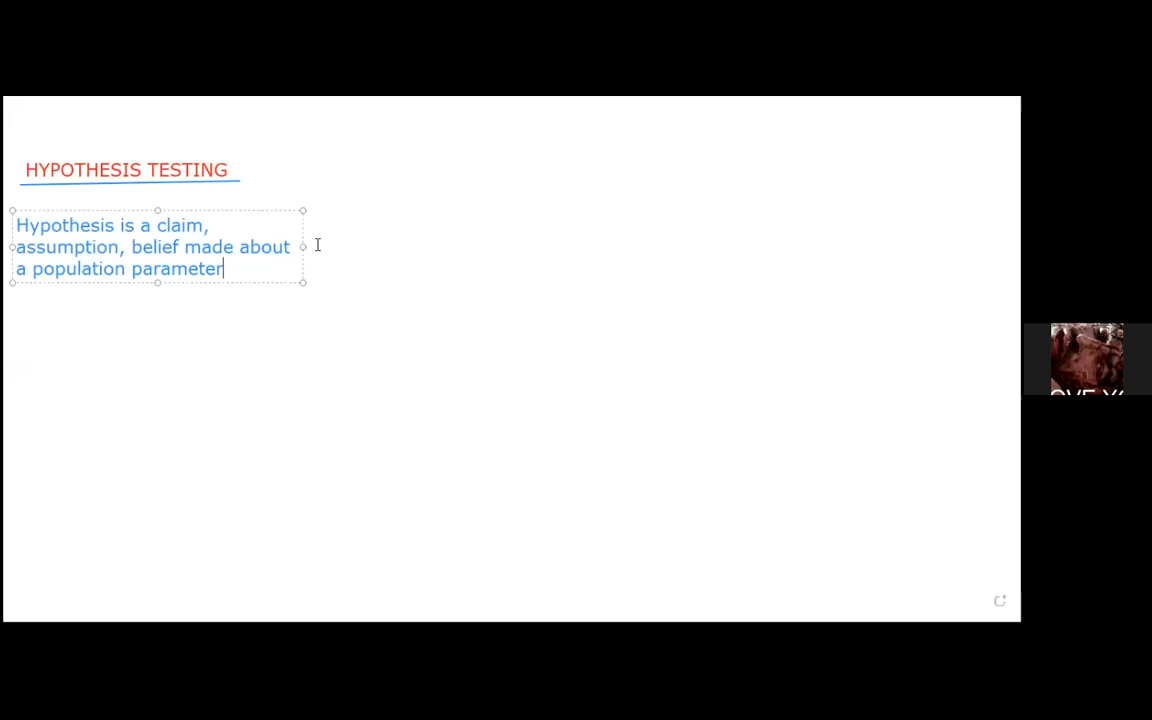 HYPOTHESIS TESTING
Hypothesis is a claim,
assumption, belief made about
a population parameter